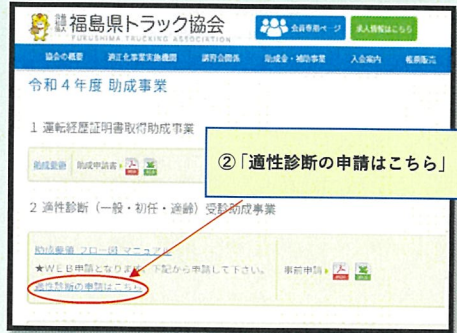 公益社団法人 福島県トラック協会
FUKUSHIMA TRUCKING ASSOCIATION
会員専用ページ
求人情報はこちら
協会の概要 適正化事業実施機関 講習会関係 助成金・補助事業 入会案内 帳票販売
令和4年度 助成事業
1 運転経歴証明書取得助成事業
助成要綱 助成申請書
②「適性診断の申請はこちら」
2 適性診断（一般・初任・適齢）受診助成事業
助成要領 フロー図 マニュアル
★WEB申請となります。下記から申請して下さい。 事前申請
適性診断の申請はこちら